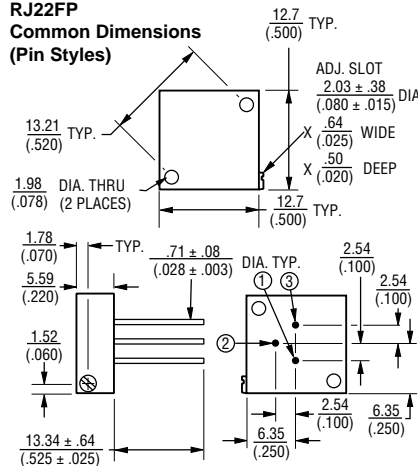 RJ22FP
Common Dimensions
(Pin Styles)
12.7
(.500) TYP.
ADJ. SLOT
2.03 ± .38
(.080 ± .015) DIA.
X .64
(.025) WIDE
X .50
(.020) DEEP
13.21
(.520) TYP.
1.98
(.078) DIA. THRU
(2 PLACES)
12.7
(.500) TYP.
1.78
(.070) TYP.
.71 ± .08
(.028 ± .003) DIA. TYP.
2.54
(.100)
5.59
(.220)
1 3
2.54
(.100)
1.52
(.060)
2
2.54
(.100)
6.35
(.250)
6.35
(.250)
13.34 ± .64
(.525 ± .025)